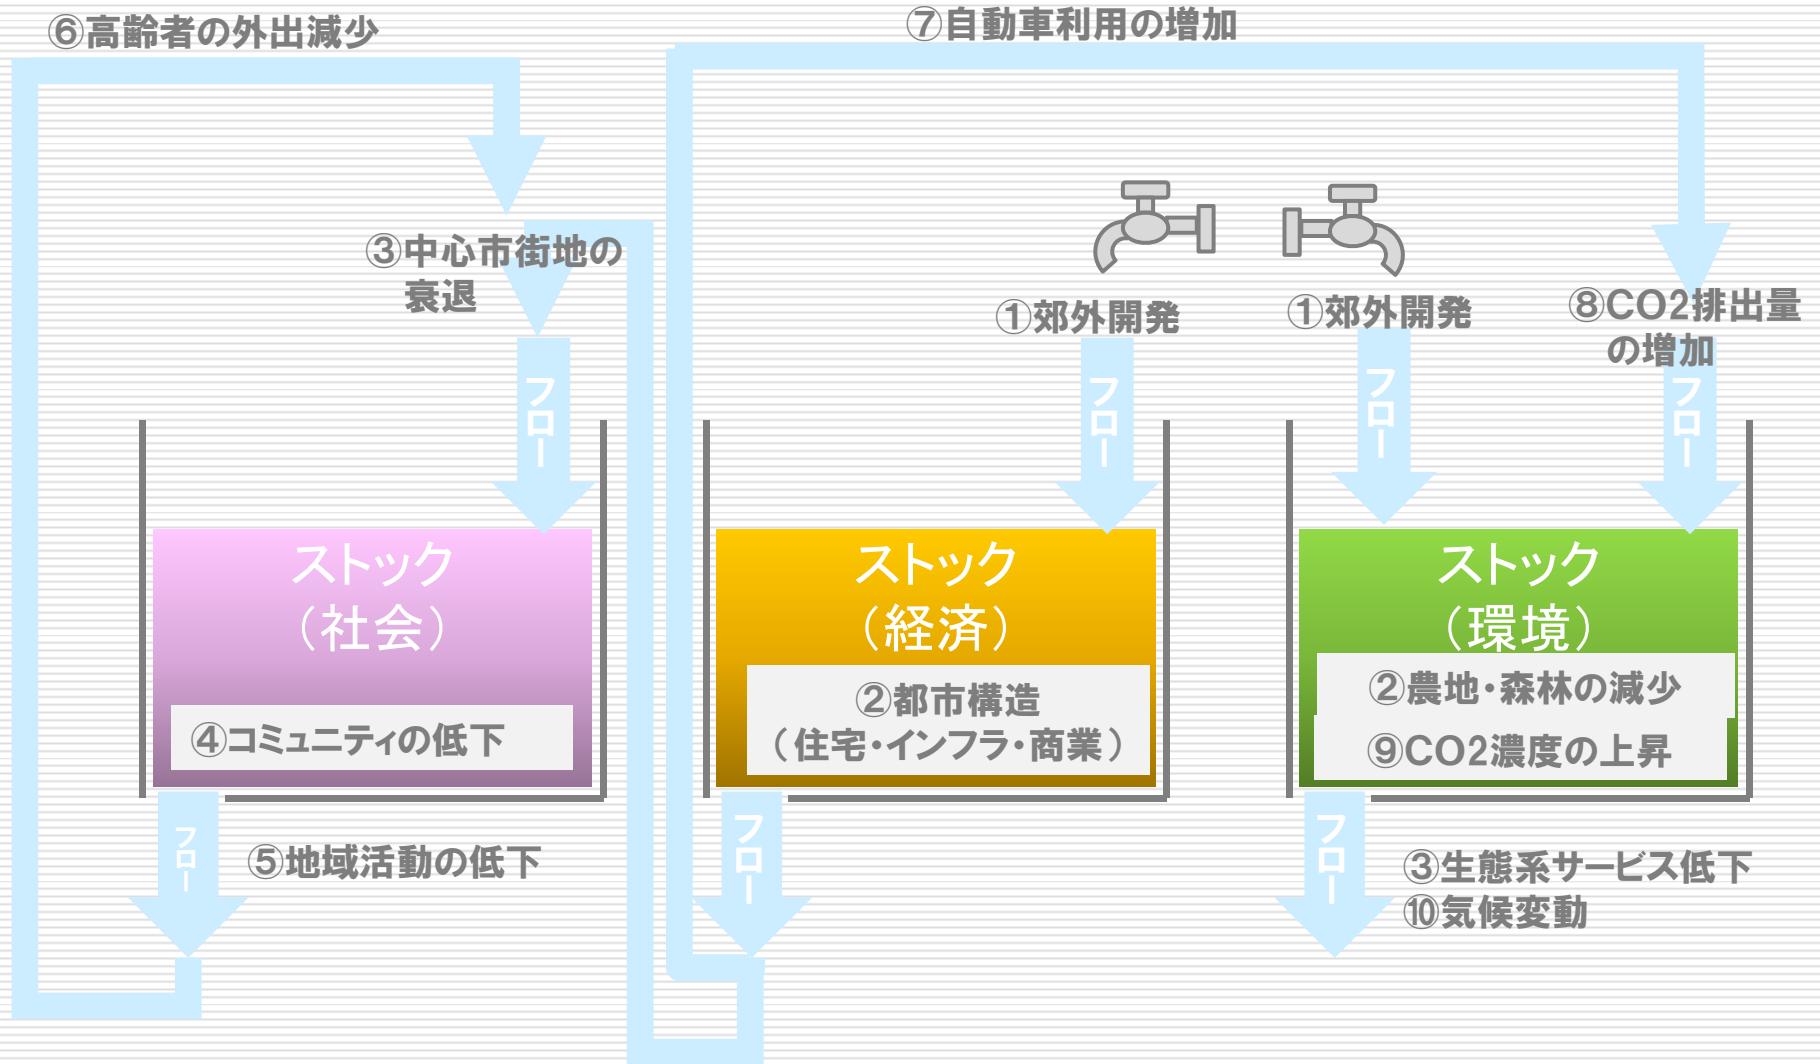 ⑥高齢者の外出減少
⑦自動車利用の増加
③中心市街地の
衰退
①郊外開発
①郊外開発
⑧CO2排出量
の増加
フロー
フロー
フロー
フロー
ストック
（社会）
④コミュニティの低下
ストック
（経済）
②都市構造
（住宅・インフラ・商業）
ストック
（環境）
②農地・森林の減少
⑨CO2濃度の上昇
フロー
⑤地域活動の低下
フロー
フロー
③生態系サービス低下
⑩気候変動